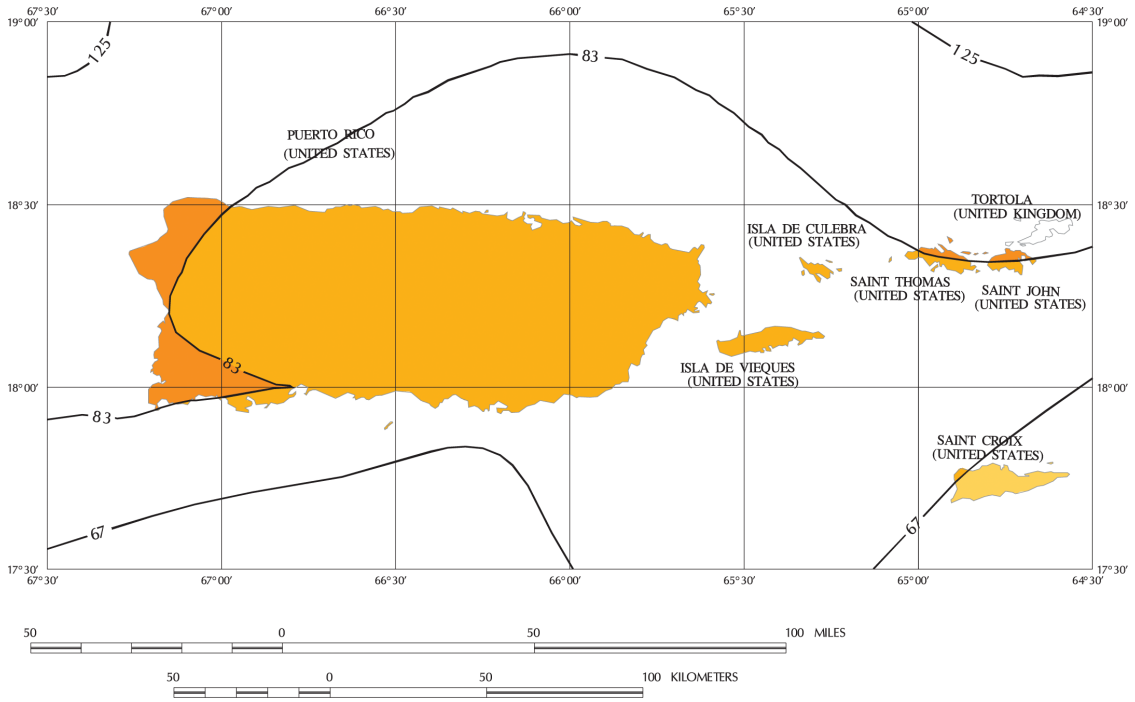 67°30′ 67°00′ 66°30′ 66°00′ 65°30′ 65°00′ 64°30′
19°00′ 19°00′
125 83 125
PUERTO RICO
(UNITED STATES)
18°30′ 18°30′
TORTOLA
(UNITED KINGDOM)
ISLA DE CULEBRA
(UNITED STATES)
SAINT THOMAS
(UNITED STATES)
SAINT JOHN
(UNITED STATES)
83
ISLA DE VIEQUES
(UNITED STATES)
18°00′ 18°00′
83
SAINT CROIX
(UNITED STATES)
67 67
17°30′ 17°30′
67°30′ 67°00′ 66°30′ 66°00′ 65°30′ 65°00′ 64°30′
50 0 50 100 MILES
50 0 50 100 KILOMETERS